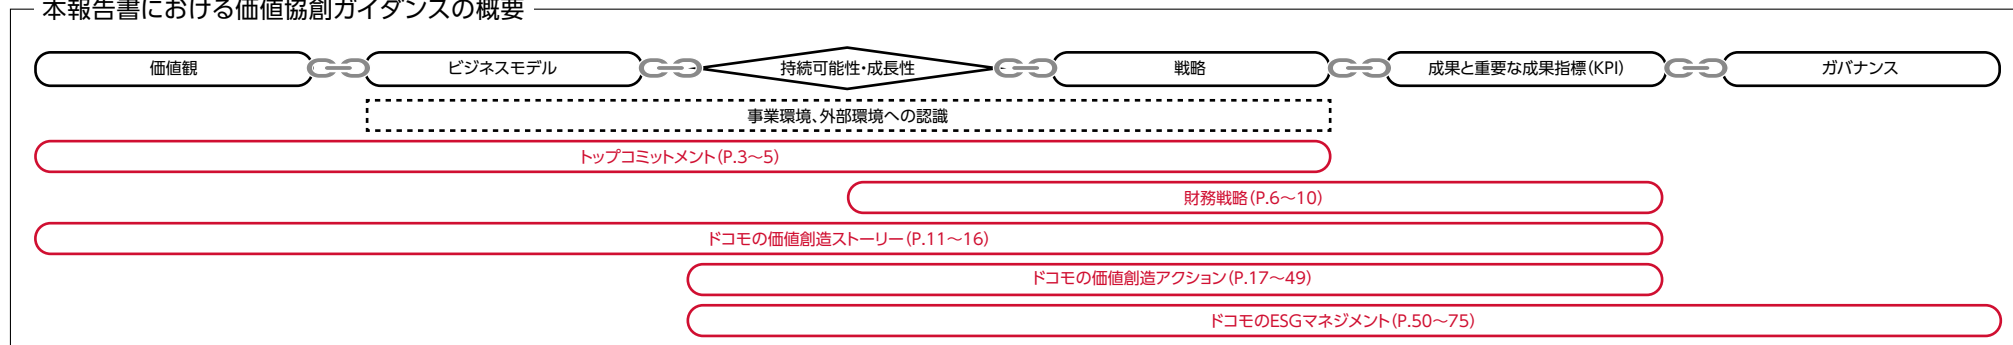 本報告書における価値協創ガイダンスの概要
価値観
ビジネスモデル
持続可能性・成長性
戦略
成果と重要な成果指標(KPI)
ガバナンス
事業環境、外部環境への認識
トップコミットメント(P.3～5)
財務戦略(P.6～10)
ドコモの価値創造ストーリー(P.11～16)
ドコモの価値創造アクション(P.17～49)
ドコモのESGマネジメント(P.50～75)